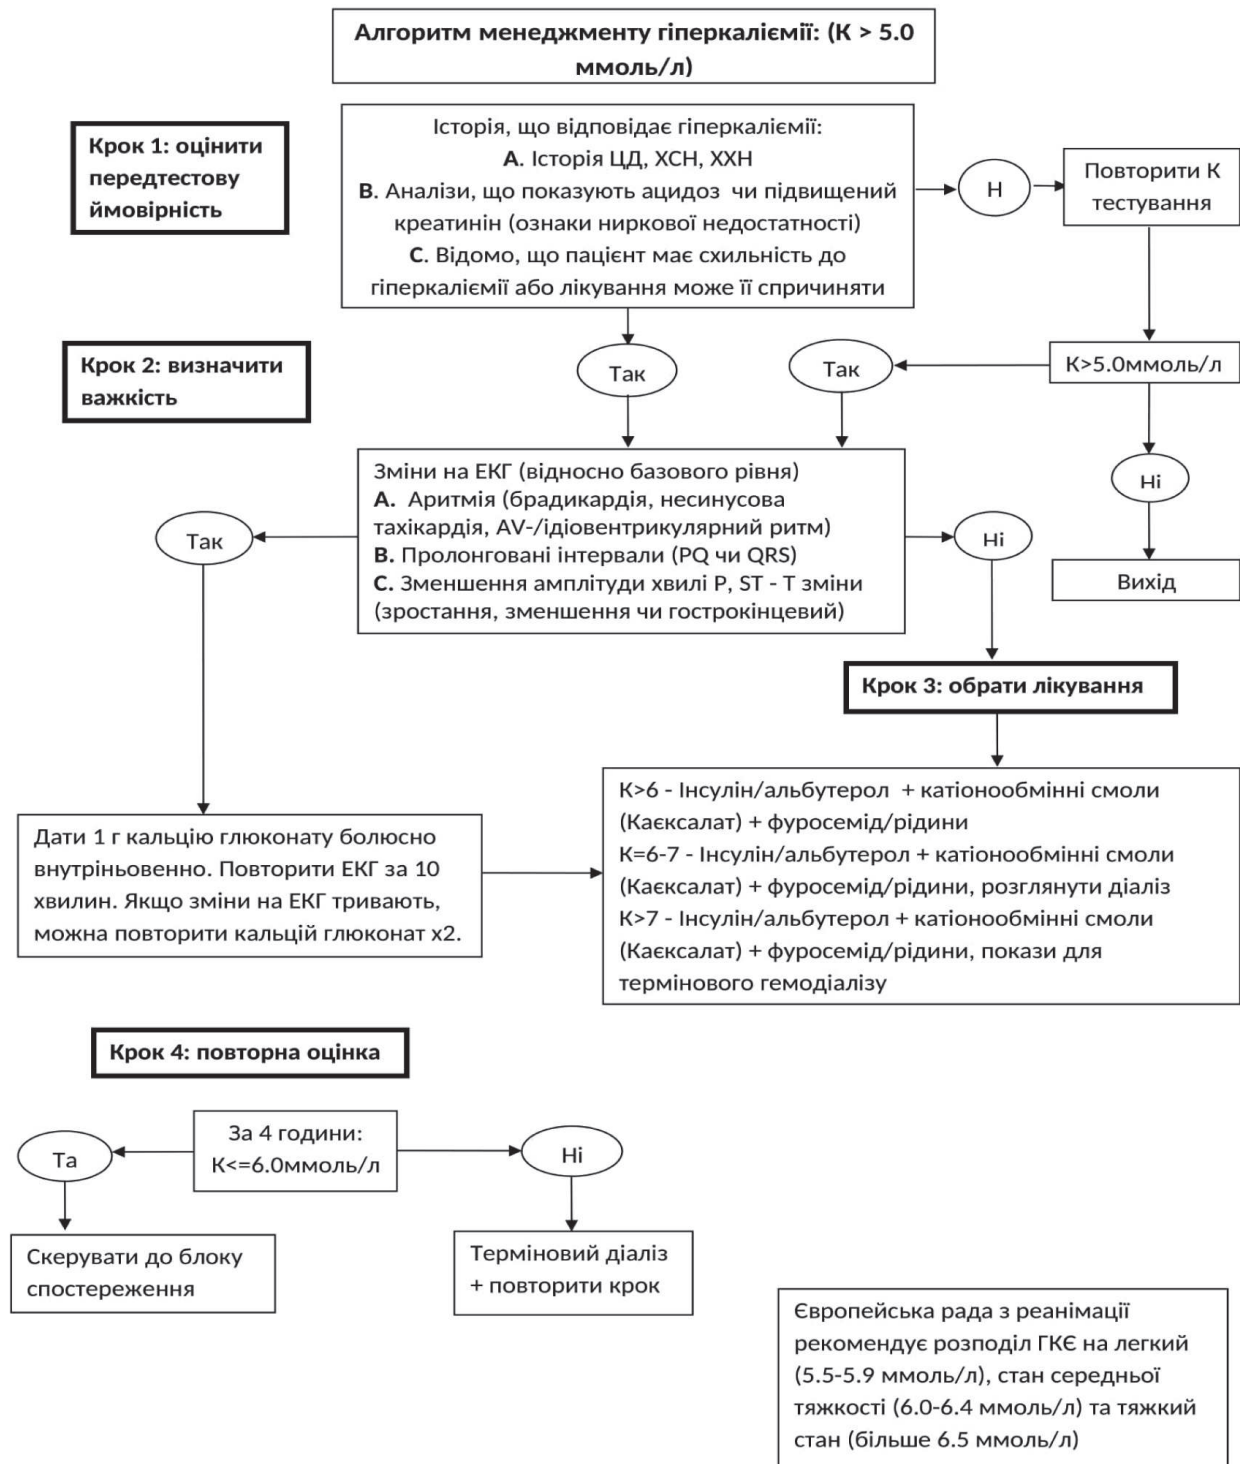 Алгоритм менеджменту гіперкаліємії: (К > 5.0
ммоль/л)
Крок 1: оцінити
передтестову
ймовірність
Історія, що відповідає гіперкаліємії:
А. Історія ЦД, ХСН, ХХН
В. Аналізи, що показують ацидоз чи підвищений
креатинін (ознаки ниркової недостатності)
С. Відомо, що пацієнт має схильність до
гіперкаліємії або лікування може її спричиняти
Н
Повторити К
тестування
Крок 2: визначити
важкість
Так
Так
К>5.0ммоль/л
Ні
Вихід
Зміни на ЕКГ (відносно базового рівня)
А. Аритмія (брадикардія, несинусова
тахікардія, AV-/ідіовентрикулярний ритм)
В. Пролонговані інтервали (PQ чи QRS)
С. Зменшення амплітуди хвилі Р, ST - T зміни
(зростання, зменшення чи гострокінцевий)
Так
Ні
Крок 3: обрати лікування
Дати 1 г кальцію глюконату болюсно
внутріньовенно. Повторити ЕКГ за 10
хвилин. Якщо зміни на ЕКГ тривають,
можна повторити кальцій глюконат х2.
К>6 - Інсулін/альбутерол + катіонообмінні смоли
(Каєксалат) + фуросемід/рідини
К=6-7 - Інсулін/альбутерол + катіонообмінні смоли
(Каєксалат) + фуросемід/рідини, розглянути діаліз
К>7 - Інсулін/альбутерол + катіонообмінні смоли
(Каєксалат) + фуросемід/рідини, покази для
термінового гемодіалізу
Крок 4: повторна оцінка
Та
За 4 години:
К<=6.0ммоль/л
Ні
Скерувати до блоку
спостереження
Терміновий діаліз
+ повторити крок
Європейська рада з реанімації
рекомендує розподіл ГКЄ на легкий
(5.5-5.9 ммоль/л), стан середньої
тяжкості (6.0-6.4 ммоль/л) та тяжкий
стан (більше 6.5 ммоль/л)